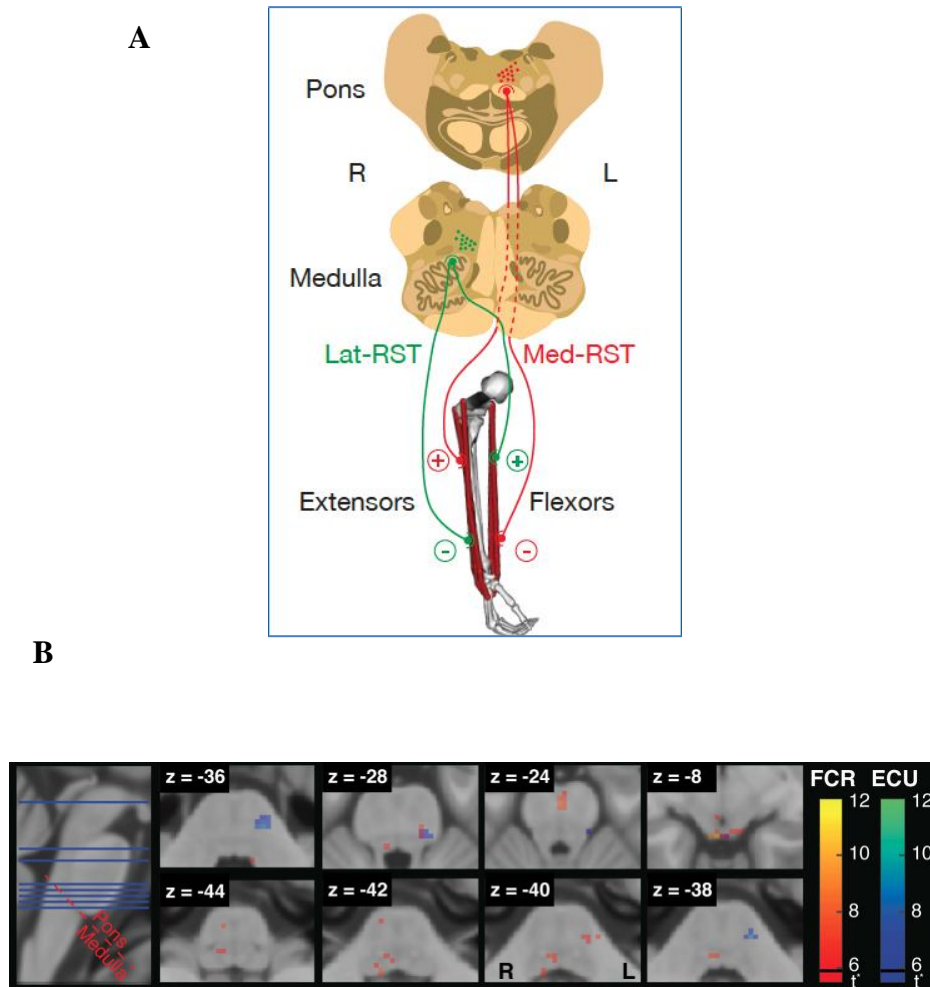 A
Pons
R L
Medulla
Lat-RST Med-RST
+ +
Extensors Flexors
- -
B
z = -36 z = -28 z = -24 z = -8 FCR ECU
12 12
10 10
8 8
6 6
t* t*
z = -44 z = -42 z = -40 z = -38
Pons
Medulla
R L